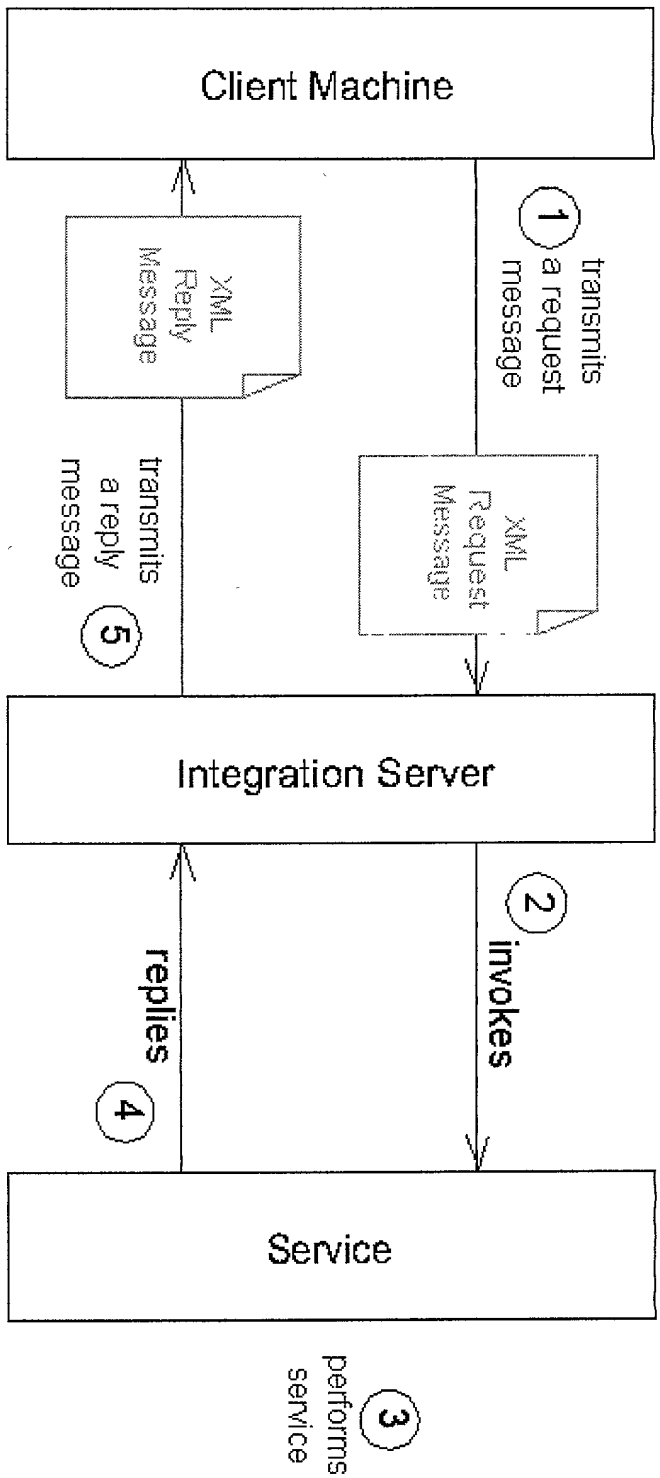 Client Machine
1
transmits
a request
message
XML
Request
Message
XML
Reply
Message
transmits
a reply
message
5
Integration Server
2
invokes
replies
4
Service
3
performs
service